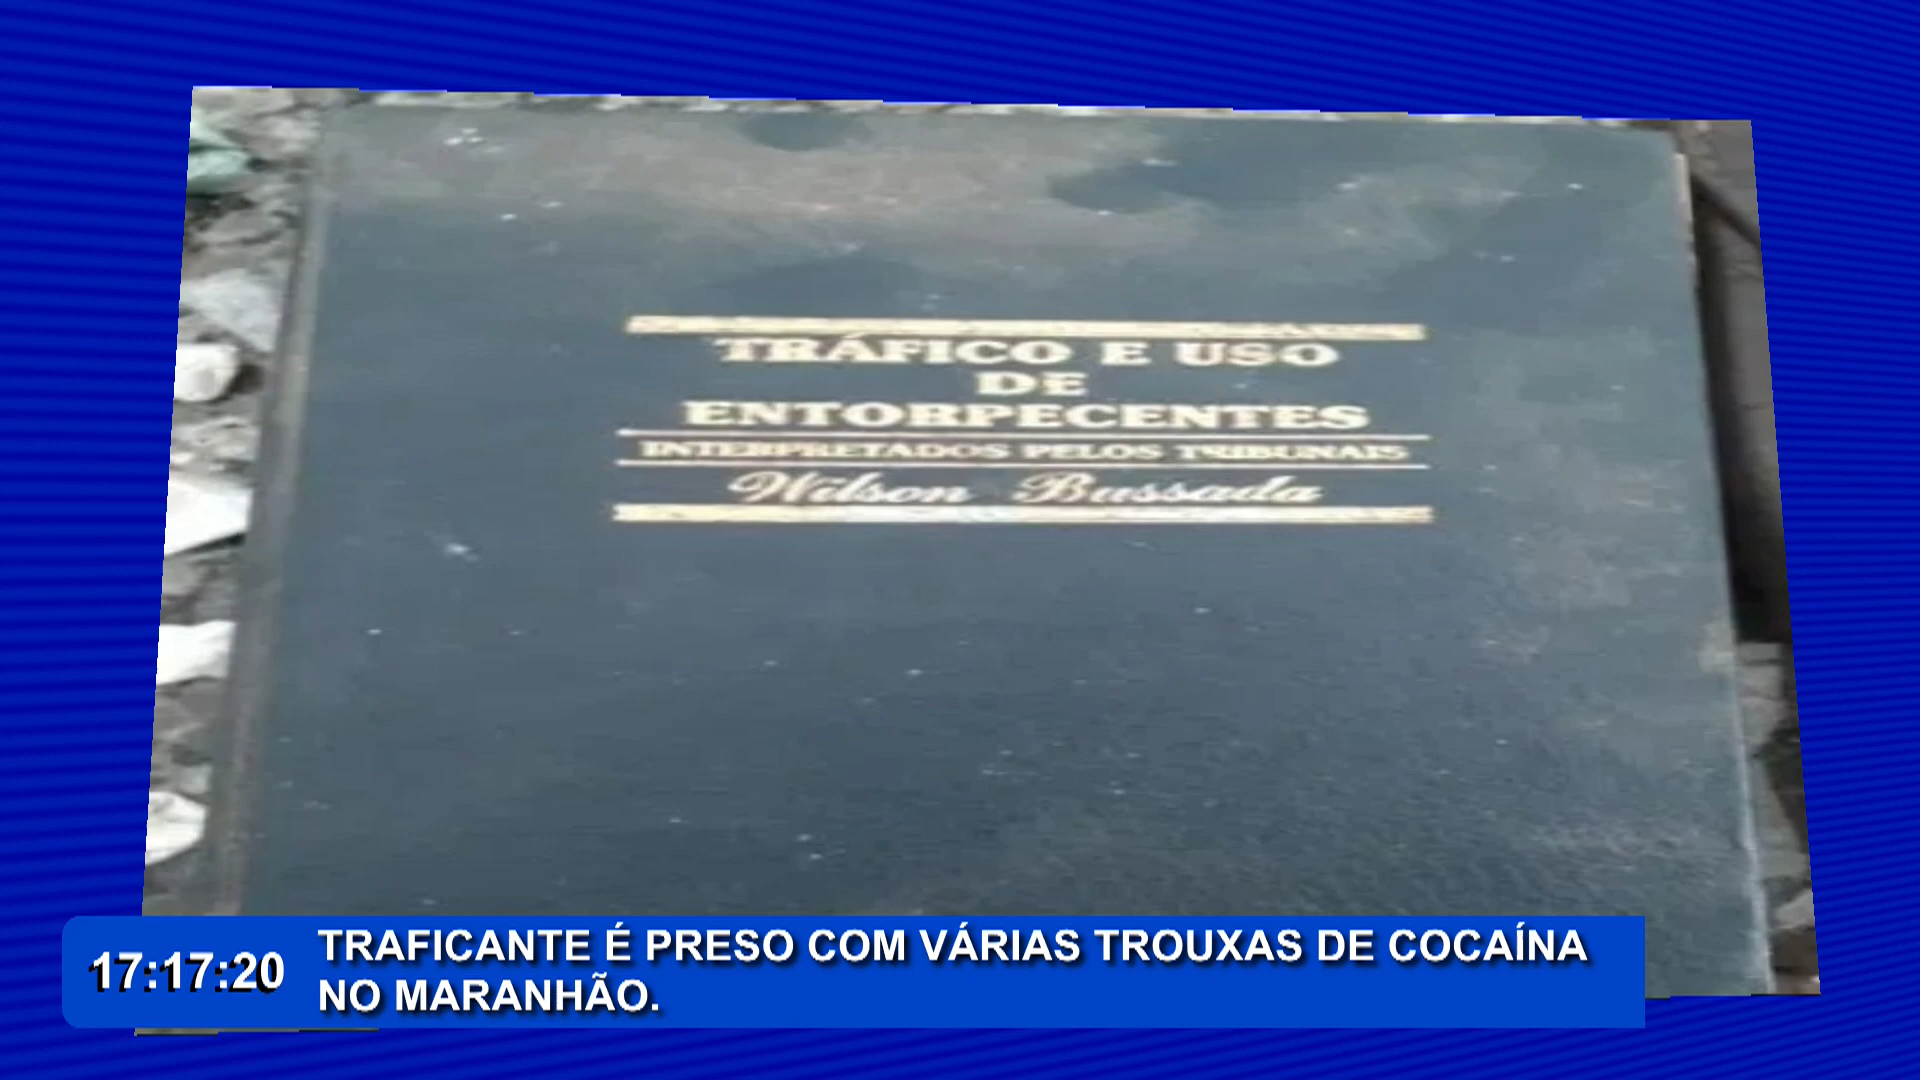 TRÁFICO E USO
DE
ENTORPECENTES
INTERPRETADOS PELOS TRIBUNAIS
Wilson Bussada
17:17:20
TRAFICANTE É PRESO COM VÁRIAS TROUXAS DE COCAÍNA
NO MARANHÃO.